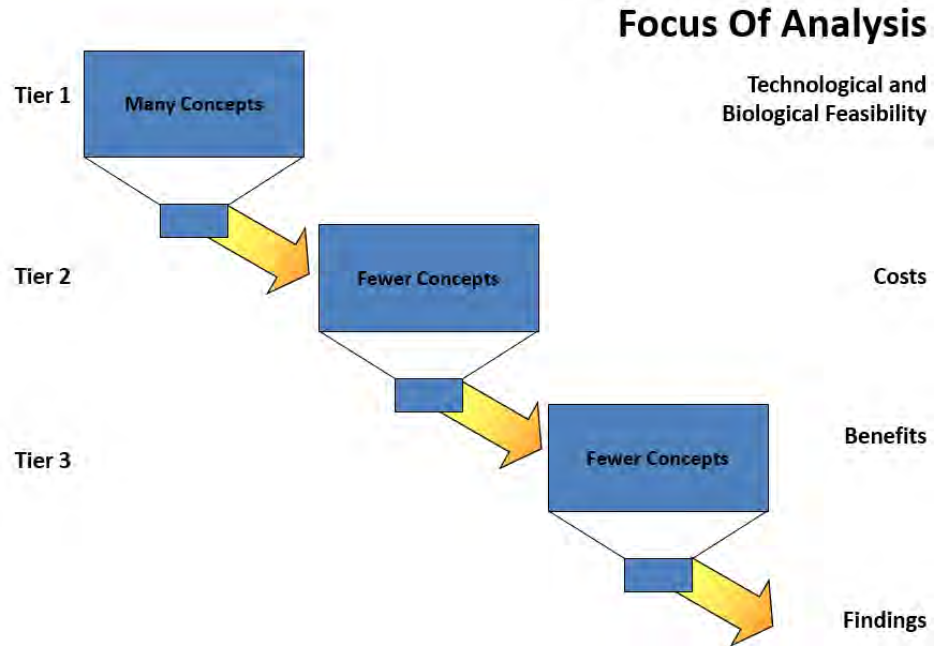 Focus Of Analysis
Tier 1
Many Concepts
Technological and
Biological Feasibility
Tier 2
Fewer Concepts
Costs
Tier 3
Fewer Concepts
Benefits
Findings